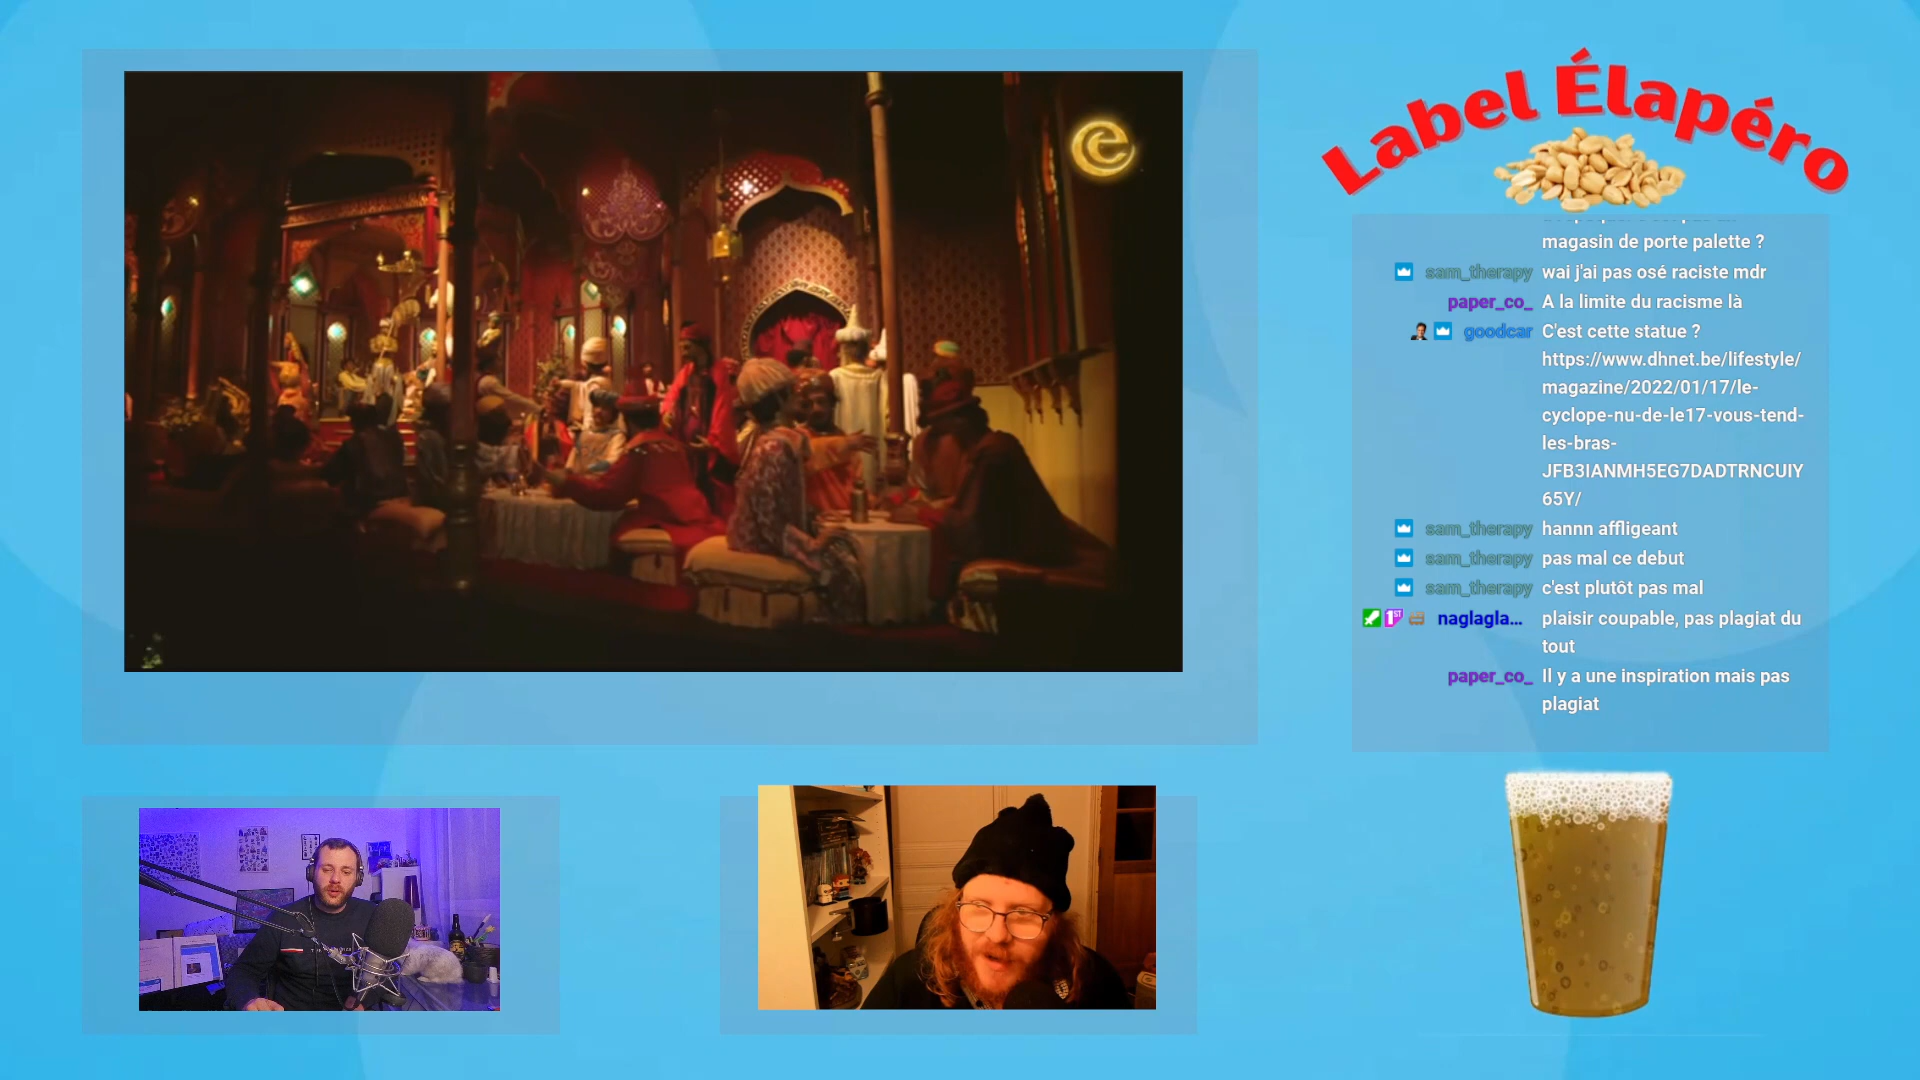 Label Élapéro
magasin de porte palette ?
sam_therapy wai j'ai pas osé raciste mdr
paper_co_ A la limite du racisme là
goodcar C'est cette statue ?
https://www.dhnet.be/lifestyle/
magazine/2022/01/17/le-
cyclope-nu-de-le17-vous-tend-
les-bras-
JFB3IANMH5EG7DADTRNCUIY
65Y/
sam_therapy hannn affligeant
sam_therapy pas mal ce debut
sam_therapy c'est plutôt pas mal
naglagla... plaisir coupable, pas plagiat du
tout
paper_co_ Il y a une inspiration mais pas
plagiat